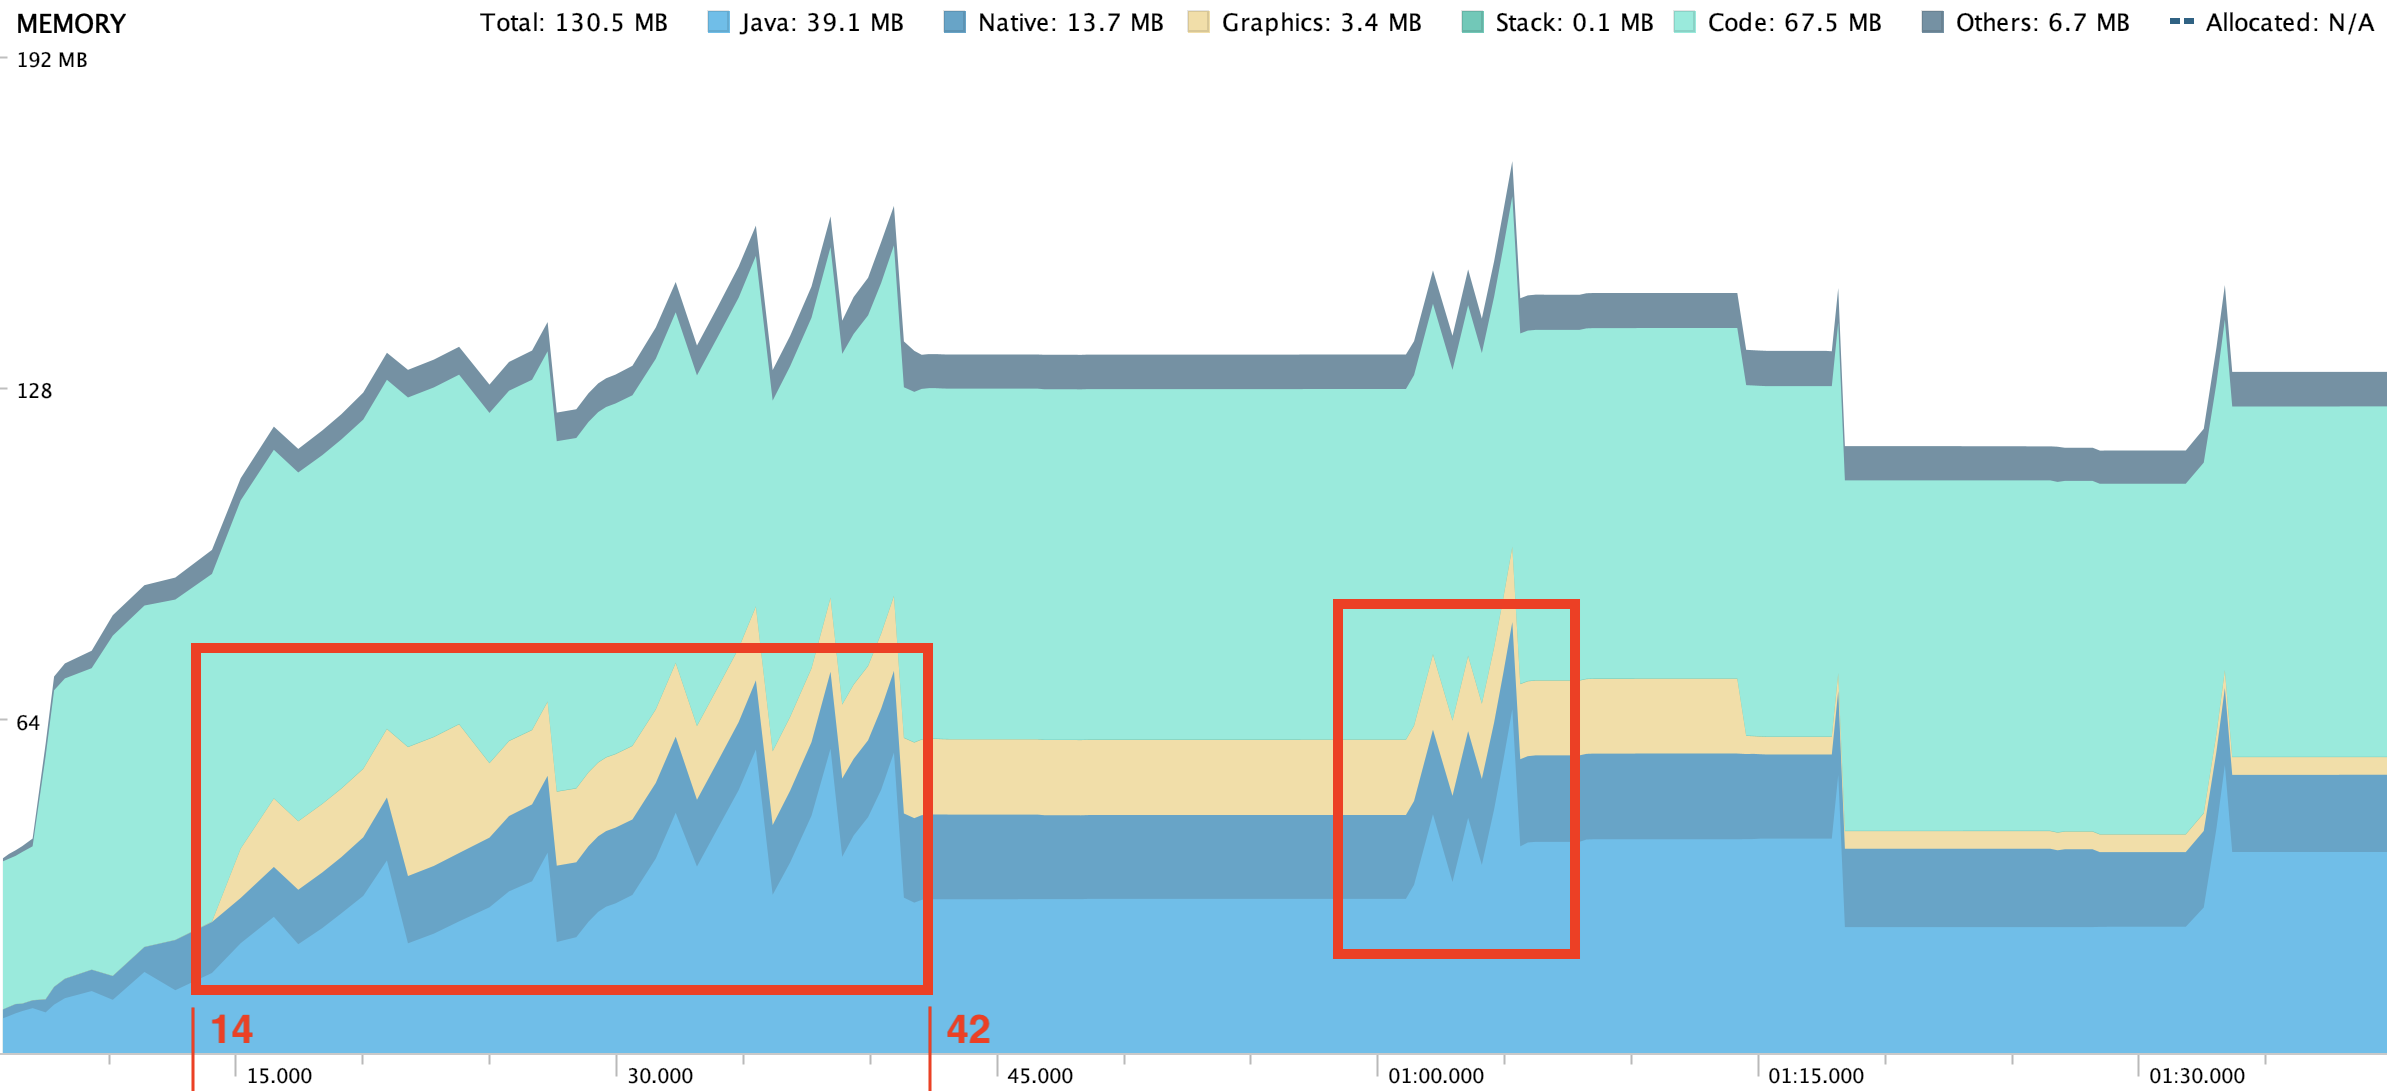 MEMORY Total: 130.5 MB Java: 39.1 MB Native: 13.7 MB Graphics: 3.4 MB Stack: 0.1 MB Code: 67.5 MB Others: 6.7 MB Allocated: N/A
192 MB
128
64
14 42
15.000 30.000 45.000 01:00.000 01:15.000 01:30.000